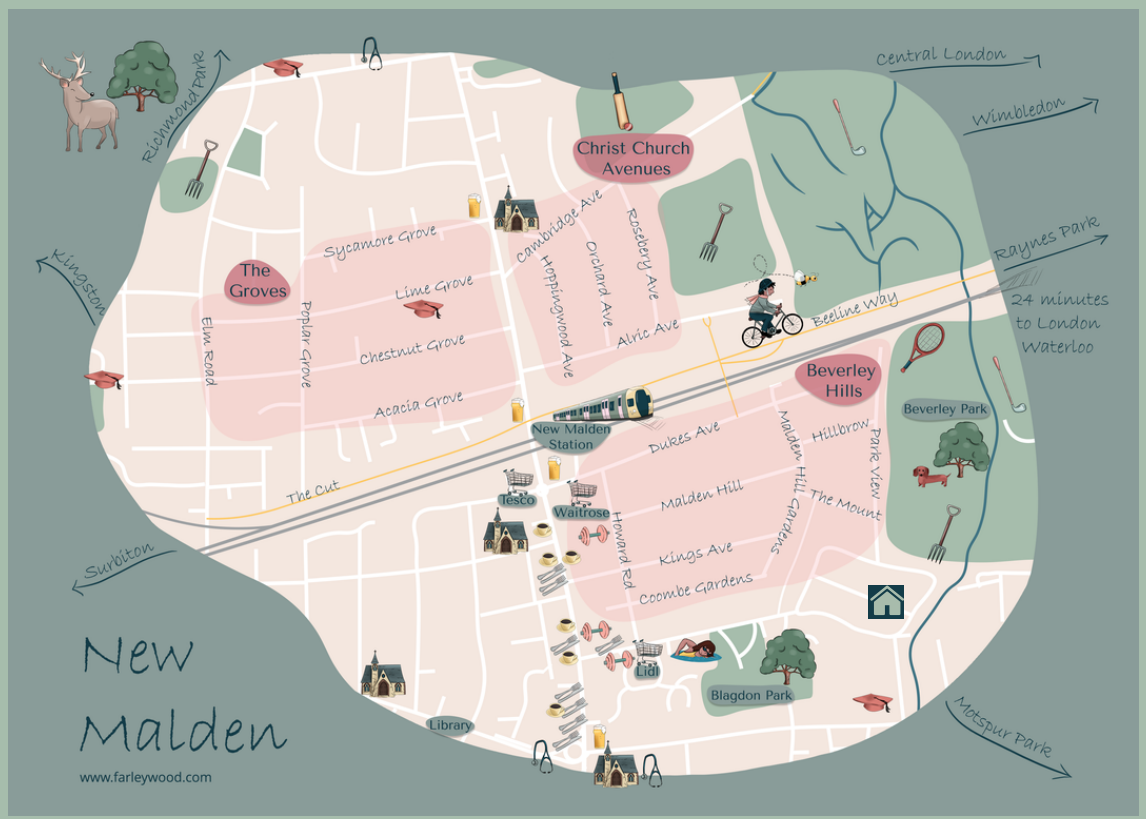 Richmond Park
Central London
Wimbledon
Christ Church
Avenues
Kingston
The
Groves
Sycamore Grove
Lime Grove
Chestnut Grove
Acacia Grove
Elm Road
Poplar Grove
Cambridge Ave
Hoppingwood Ave
Orchard Ave
Rosebery Ave
Alric Ave
Raynes Park
24 minutes
to London
Waterloo
Beeline Way
Beverley
Hills
Beverley Park
New Malden
Station
Dukes Ave
Malden Hill
Kings Ave
Coombe Gardens
Howard Rd
Malden Hill Gardens
Hillbrow
Park View
The Mount
The Cut
Tesco
Waitrose
Surbiton
Lidl
Blagdon Park
Library
Motspur Park
New
Malden
www.farleywood.com